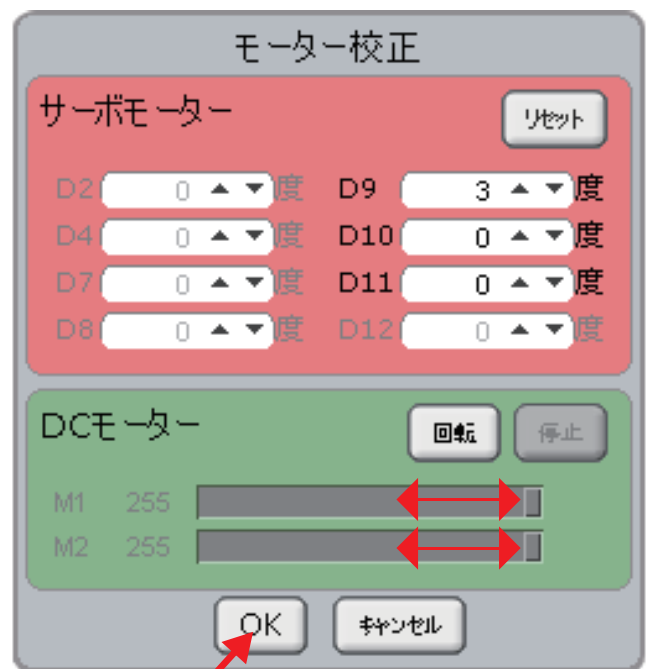 モーター校正
サーボモーター リセット
D2 0 度 D9 3 度
D4 0 度 D10 0 度
D7 0 度 D11 0 度
D8 0 度 D12 0 度
DCモーター 回転 停止
M1 255
M2 255
OK キャンセル